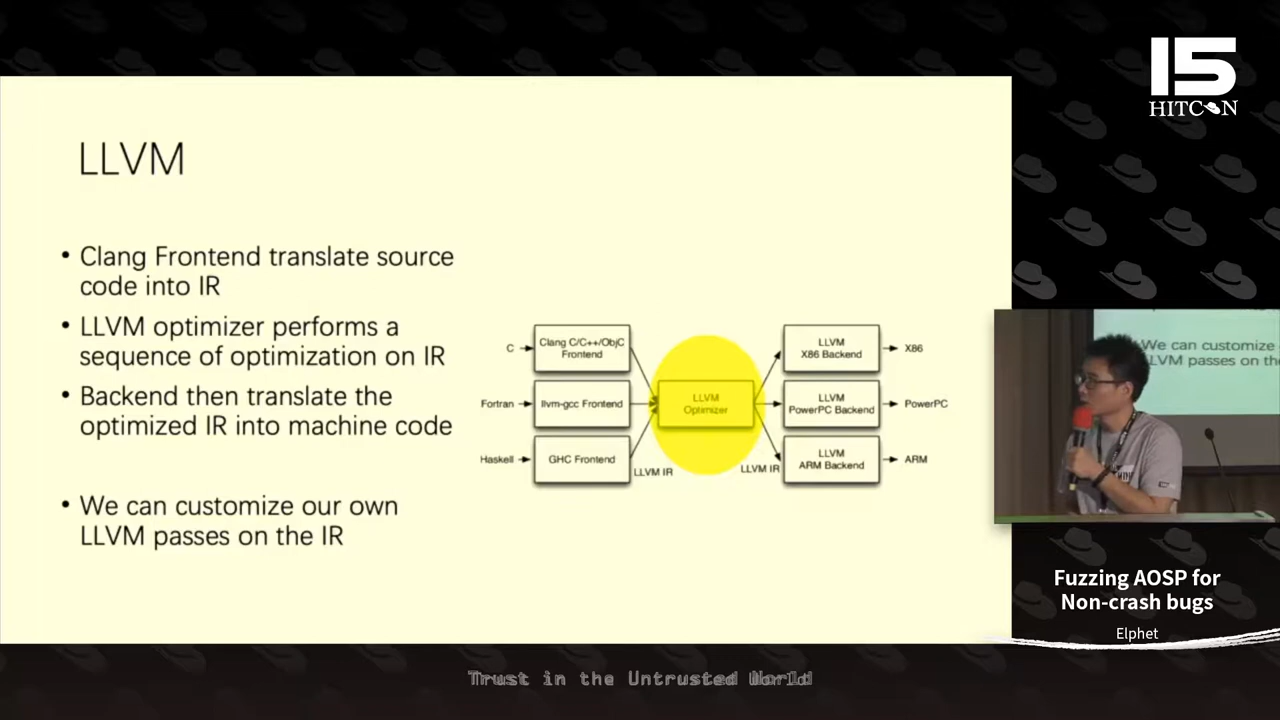 15
HITCON
LLVM
• Clang Frontend translate source
code into IR
• LLVM optimizer performs a
sequence of optimization on IR
• Backend then translate the
optimized IR into machine code
• We can customize our own
LLVM passes on the IR
C
Clang C/C++/ObjC
Frontend
Fortran
llvm-gcc Frontend
Haskell
GHC Frontend
LLVM IR
LLVM
Optimizer
LLVM IR
LLVM
X86 Backend
X86
LLVM
PowerPC Backend
PowerPC
LLVM
ARM Backend
ARM
We can customize
LVM passes on th
Fuzzing AOSP for
Non-crash bugs
Elphet
Trust in the Untrusted World